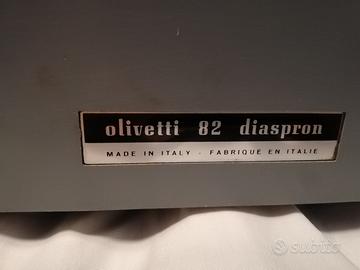 olivetti 82 diaspron
MADE IN ITALY - FABRIQUE EN ITALIE
subito